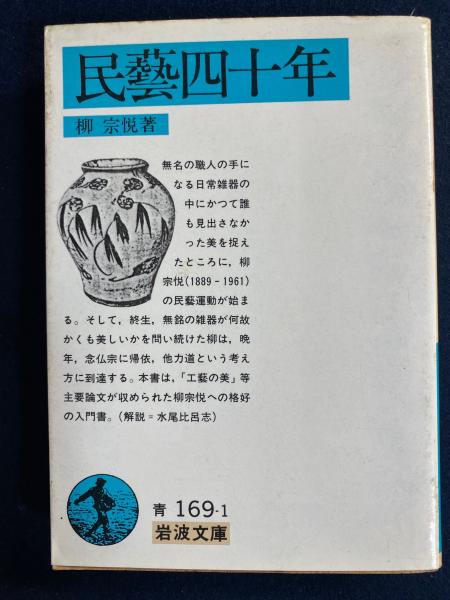 民藝四十年
柳 宗悦著
無名の職人の手に
なる日常雑器の
中にかつて誰
も見出さなか
った美を捉え
たところに，柳
宗悦(1889－1961)
の民藝運動が始ま
る。そして，終生，無銘の雑器が何故
かくも美しいかを問い続けた柳は，晩
年，念仏宗に帰依，他力道という考え
方に到達する。本書は，「工藝の美」等
主要論文が収められた柳宗悦への格好
の入門書。(解説＝水尾比呂志)
青 169-1
岩波文庫